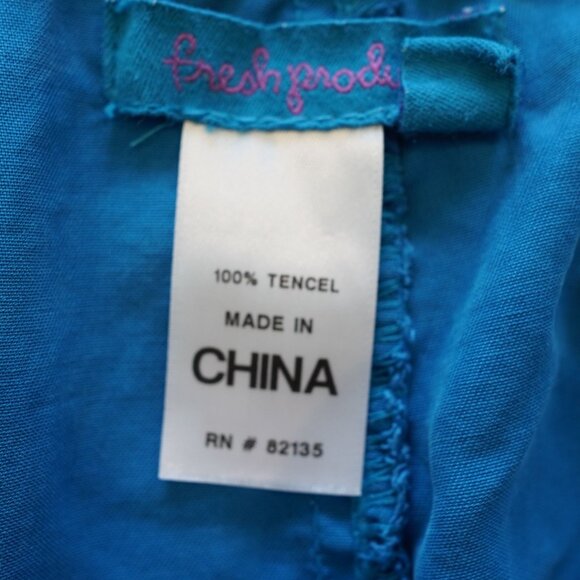 fresh produ
100% TENCEL
MADE IN
CHINA
RN # 82135